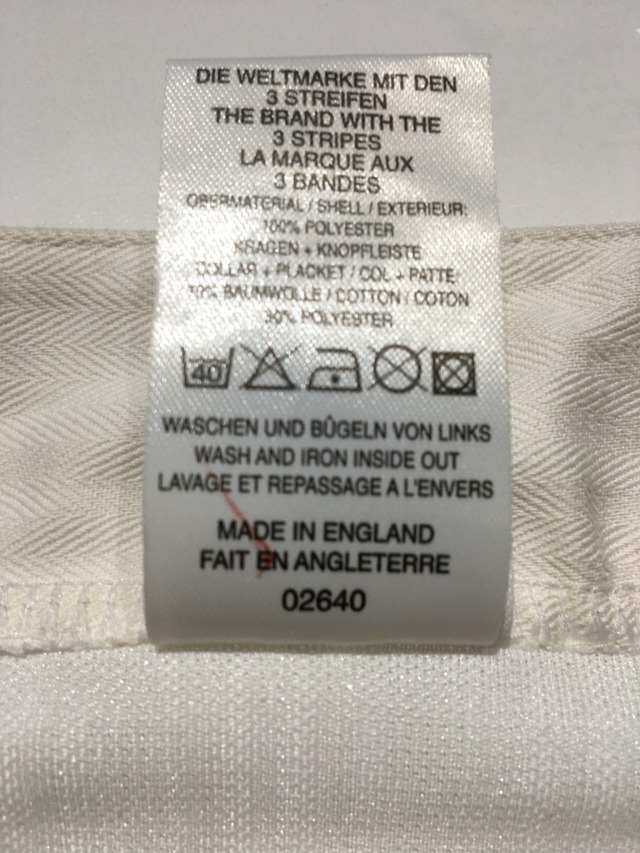 DIE WELTMARKE MIT DEN
3 STREIFEN
THE BRAND WITH THE
3 STRIPES
LA MARQUE AUX
3 BANDES
OBERMATERIAL / SHELL / EXTERIEUR:
100% POLYESTER
KRAGEN + KNOPFLEISTE
COLLAR + PLACKET / COL + PATTE
BAUMWOLLE / COTTON / COTON
POLYESTER
40
WASCHEN UND BÛGELN VON LINKS
WASH AND IRON INSIDE OUT
LAVAGE ET REPASSAGE A L'ENVERS
MADE IN ENGLAND
FAIT EN ANGLETERRE
02640